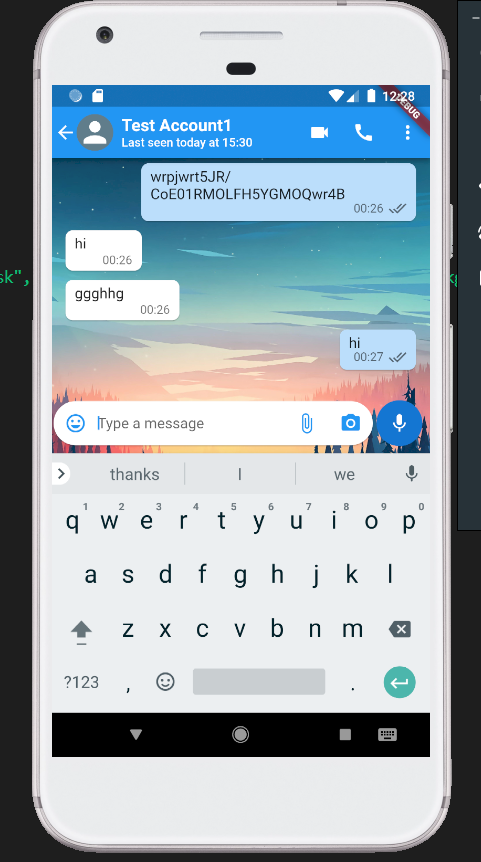 12:28
DEBUG
Test Account1
Last seen today at 15:30
wrpjwrt5JR/
CoE01RMOLFH5YGMOQwr4B
00:26
hi
00:26
ggghhg
00:26
hi
00:27
sk",
Type a message
thanks I we
1 2 3 4 5 6 7 8 9 0
q w e r t y u i o p
a s d f g h j k l
z x c v b n m
?123 , .